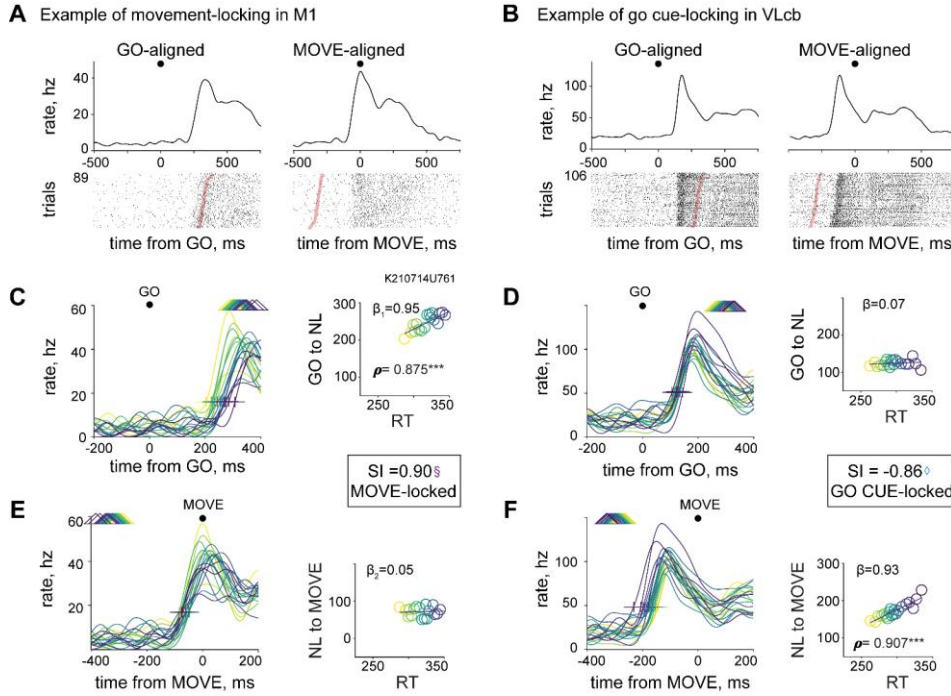 A Example of movement-locking in M1
GO-aligned
MOVE-aligned
rate, hz
40
20
0
-500
0
500
-500
0
500
trials
89
time from GO, ms
time from MOVE, ms
B Example of go cue-locking in VLcb
GO-aligned
MOVE-aligned
rate, hz
100
50
0
-500
0
500
-500
0
500
trials
106
time from GO, ms
time from MOVE, ms
C
GO
rate, hz
60
40
20
0
-200
0
200
400
time from GO, ms
K210714U761
GO to NL
300
200
100
β₁=0.95
ρ= 0.875***
250
350
RT
D
GO
rate, hz
100
50
0
-200
0
200
400
time from GO, ms
GO to NL
300
200
100
β=0.07
250
350
RT
SI =0.90§
MOVE-locked
SI = -0.86◊
GO CUE-locked
E
MOVE
rate, hz
60
40
20
0
-400
-200
0
200
time from MOVE, ms
NL to MOVE
100
0
β₂=0.05
250
350
RT
F
MOVE
rate, hz
100
50
0
-400
-200
0
200
time from MOVE, ms
NL to MOVE
300
200
100
β=0.93
ρ= 0.907***
250
350
RT